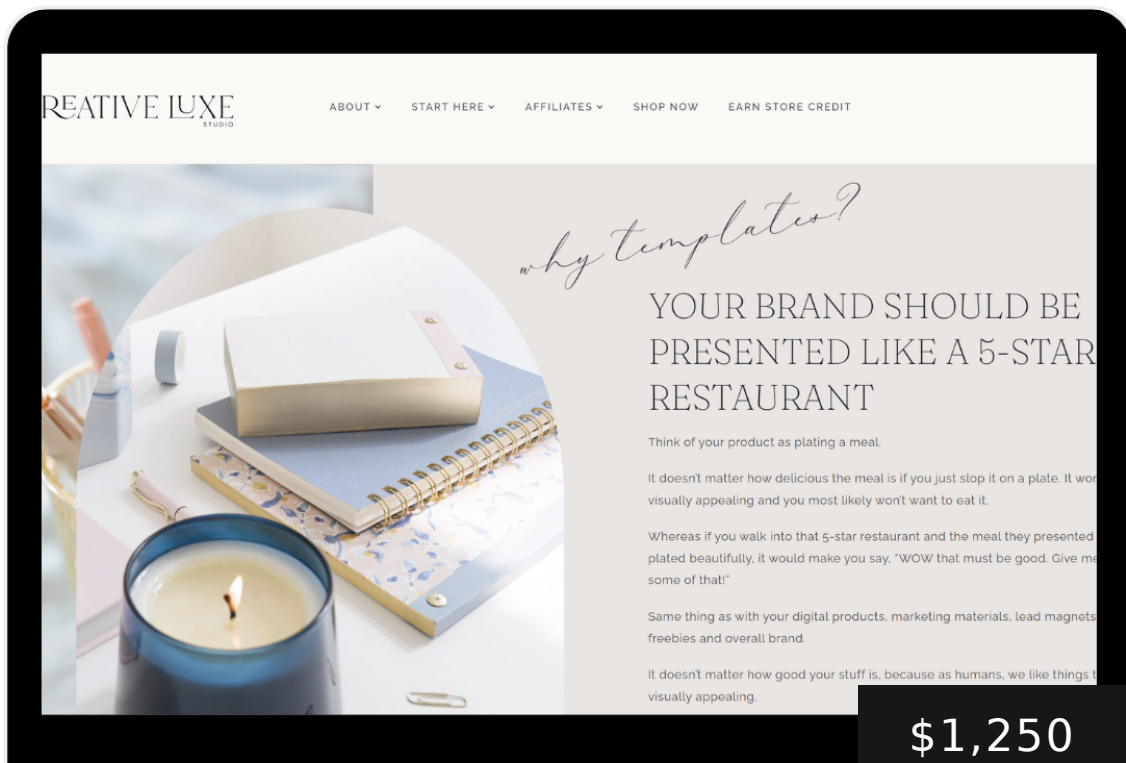 REATIVE LUXE
STUDIO
ABOUT
START HERE
AFFILIATES
SHOP NOW
EARN STORE CREDIT
why templates?
YOUR BRAND SHOULD BE
PRESENTED LIKE A 5-STAR
RESTAURANT
Think of your product as plating a meal.
It doesn't matter how delicious the meal is if you just slop it on a plate. It
visually appealing and you most likely won't want to eat it.
Whereas if you walk into that 5-star restaurant and the meal they presented
plated beautifully, it would make you say, "WOW that must be good. Give me
some of that!"
Same thing as with your digital products, marketing materials, lead magnets
freebies and overall brand.
It doesn't matter how good your stuff is, because as humans, we like things
visually appealing.
$1,250